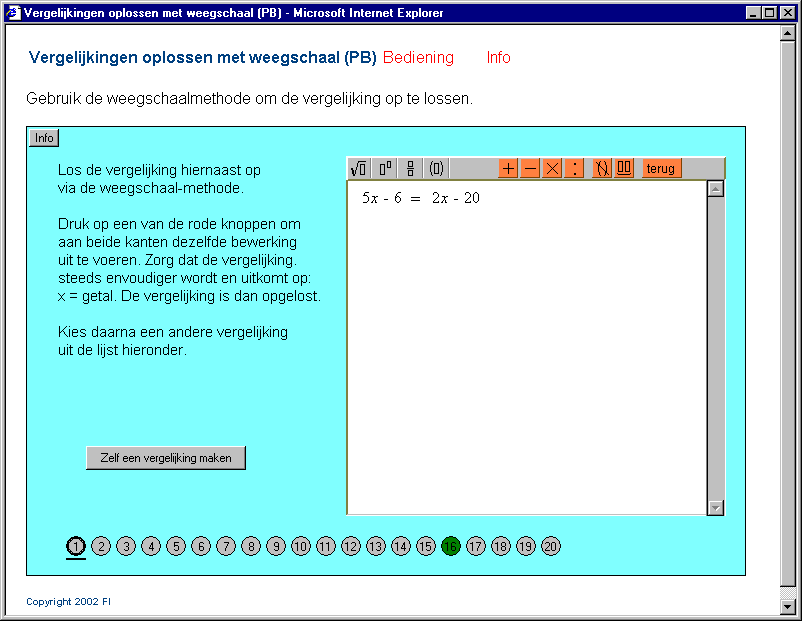 Vergelijkingen oplossen met weegschaal (PB) - Microsoft Internet Explorer
Vergelijkingen oplossen met weegschaal (PB) Bediening Info
Gebruik de weegschaalmethode om de vergelijking op te lossen.
Info
Los de vergelijking hiernaast op
via de weegschaal-methode.
Druk op een van de rode knoppen om
aan beide kanten dezelfde bewerking
uit te voeren. Zorg dat de vergelijking.
steeds envoudiger wordt en uitkomt op:
x = getal. De vergelijking is dan opgelost.
Kies daarna een andere vergelijking
uit de lijst hieronder.
Zelf een vergelijking maken
+ − × : terug
5x - 6 = 2x - 20
1 2 3 4 5 6 7 8 9 10 11 12 13 14 15 16 17 18 19 20
Copyright 2002 FI